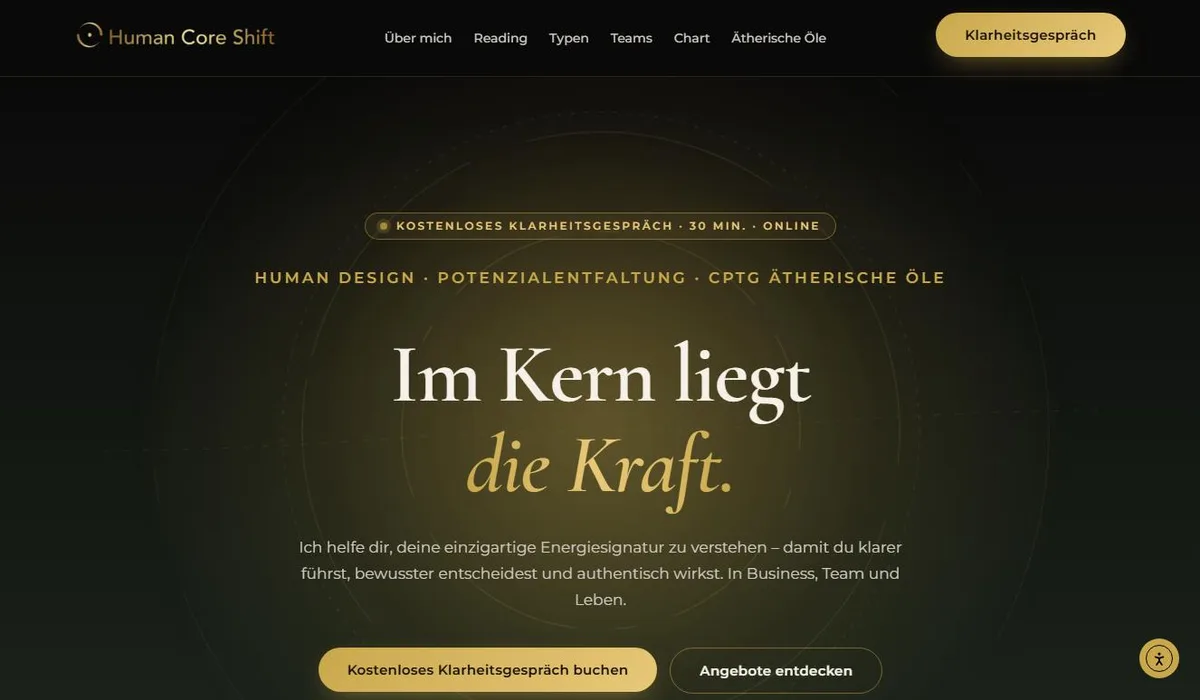 Human Core Shift
Über mich
Reading
Typen
Teams
Chart
Ätherische Öle
Klarheitsgespräch
KOSTENLOSES KLARHEITSGESPRÄCH · 30 MIN. · ONLINE
HUMAN DESIGN · POTENZIALENTFALTUNG · CPTG ÄTHERISCHE ÖLE
Im Kern liegt
die Kraft.
Ich helfe dir, deine einzigartige Energiesignatur zu verstehen – damit du klarer
führst, bewusster entscheidest und authentisch wirkst. In Business, Team und
Leben.
Kostenloses Klarheitsgespräch buchen
Angebote entdecken